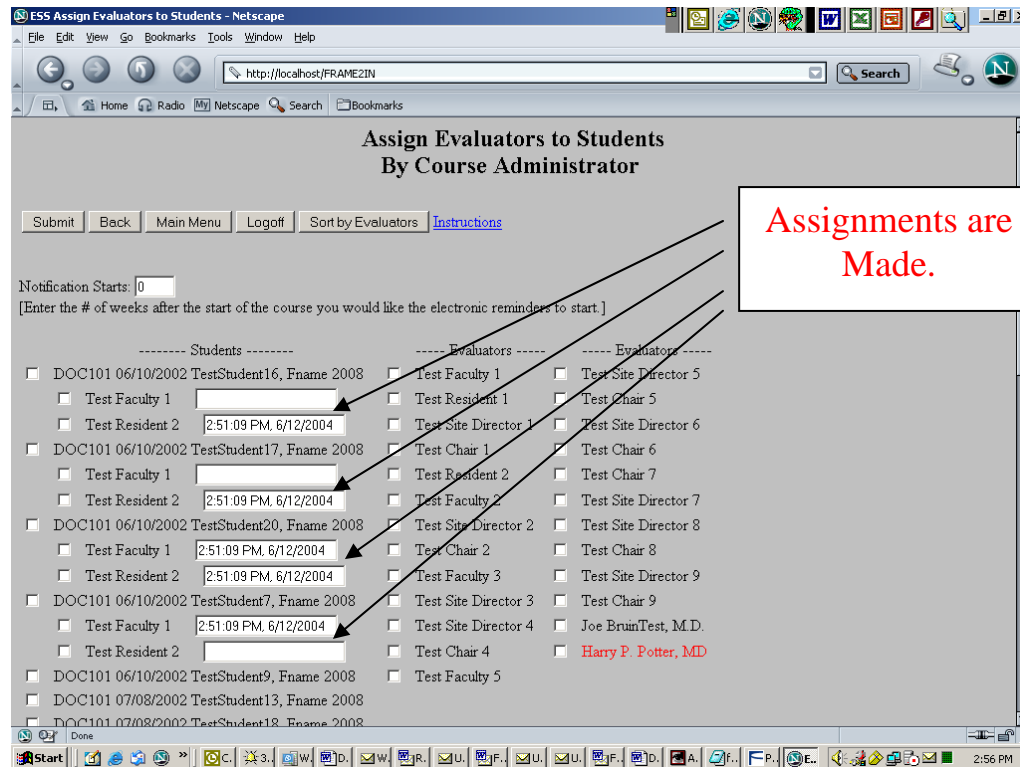 ESS Assign Evaluators to Students - Netscape
File Edit View Go Bookmarks Tools Window Help
http://localhost/FRAME2IN
Search
Home Radio My Netscape Search Bookmarks
Assign Evaluators to Students
By Course Administrator
Submit Back Main Menu Logoff Sort by Evaluators Instructions
Assignments are
Made.
Notification Starts: 0
[Enter the # of weeks after the start of the course you would like the electronic reminders to start.]
-------- Students -------- ----- Evaluators ----- ----- Evaluators -----
DOC101 06/10/2002 TestStudent16, Fname 2008 Test Faculty 1 Test Site Director 5
Test Faculty 1 Test Resident 1 Test Chair 5
Test Resident 2 2:51:09 PM, 6/12/2004 Test Site Director 1 Test Site Director 6
DOC101 06/10/2002 TestStudent17, Fname 2008 Test Chair 1 Test Chair 6
Test Faculty 1 Test Resident 2 Test Chair 7
Test Resident 2 2:51:09 PM, 6/12/2004 Test Faculty 2 Test Site Director 7
DOC101 06/10/2002 TestStudent20, Fname 2008 Test Site Director 2 Test Site Director 8
Test Faculty 1 2:51:09 PM, 6/12/2004 Test Chair 2 Test Chair 8
Test Resident 2 2:51:09 PM, 6/12/2004 Test Faculty 3 Test Site Director 9
DOC101 06/10/2002 TestStudent7, Fname 2008 Test Site Director 3 Test Chair 9
Test Faculty 1 2:51:09 PM, 6/12/2004 Test Site Director 4 Joe BruinTest, M.D.
Test Resident 2 Test Chair 4 Harry P. Potter, MD
DOC101 06/10/2002 TestStudent9, Fname 2008 Test Faculty 5
DOC101 07/08/2002 TestStudent13, Fname 2008
DOC101 07/08/2002 TestStudent18, Fname 2008
Done
Start C. 3.. W. D. W. R. U. F.. U. U. F.. D. A. f.. P.. E.. 2:56 PM